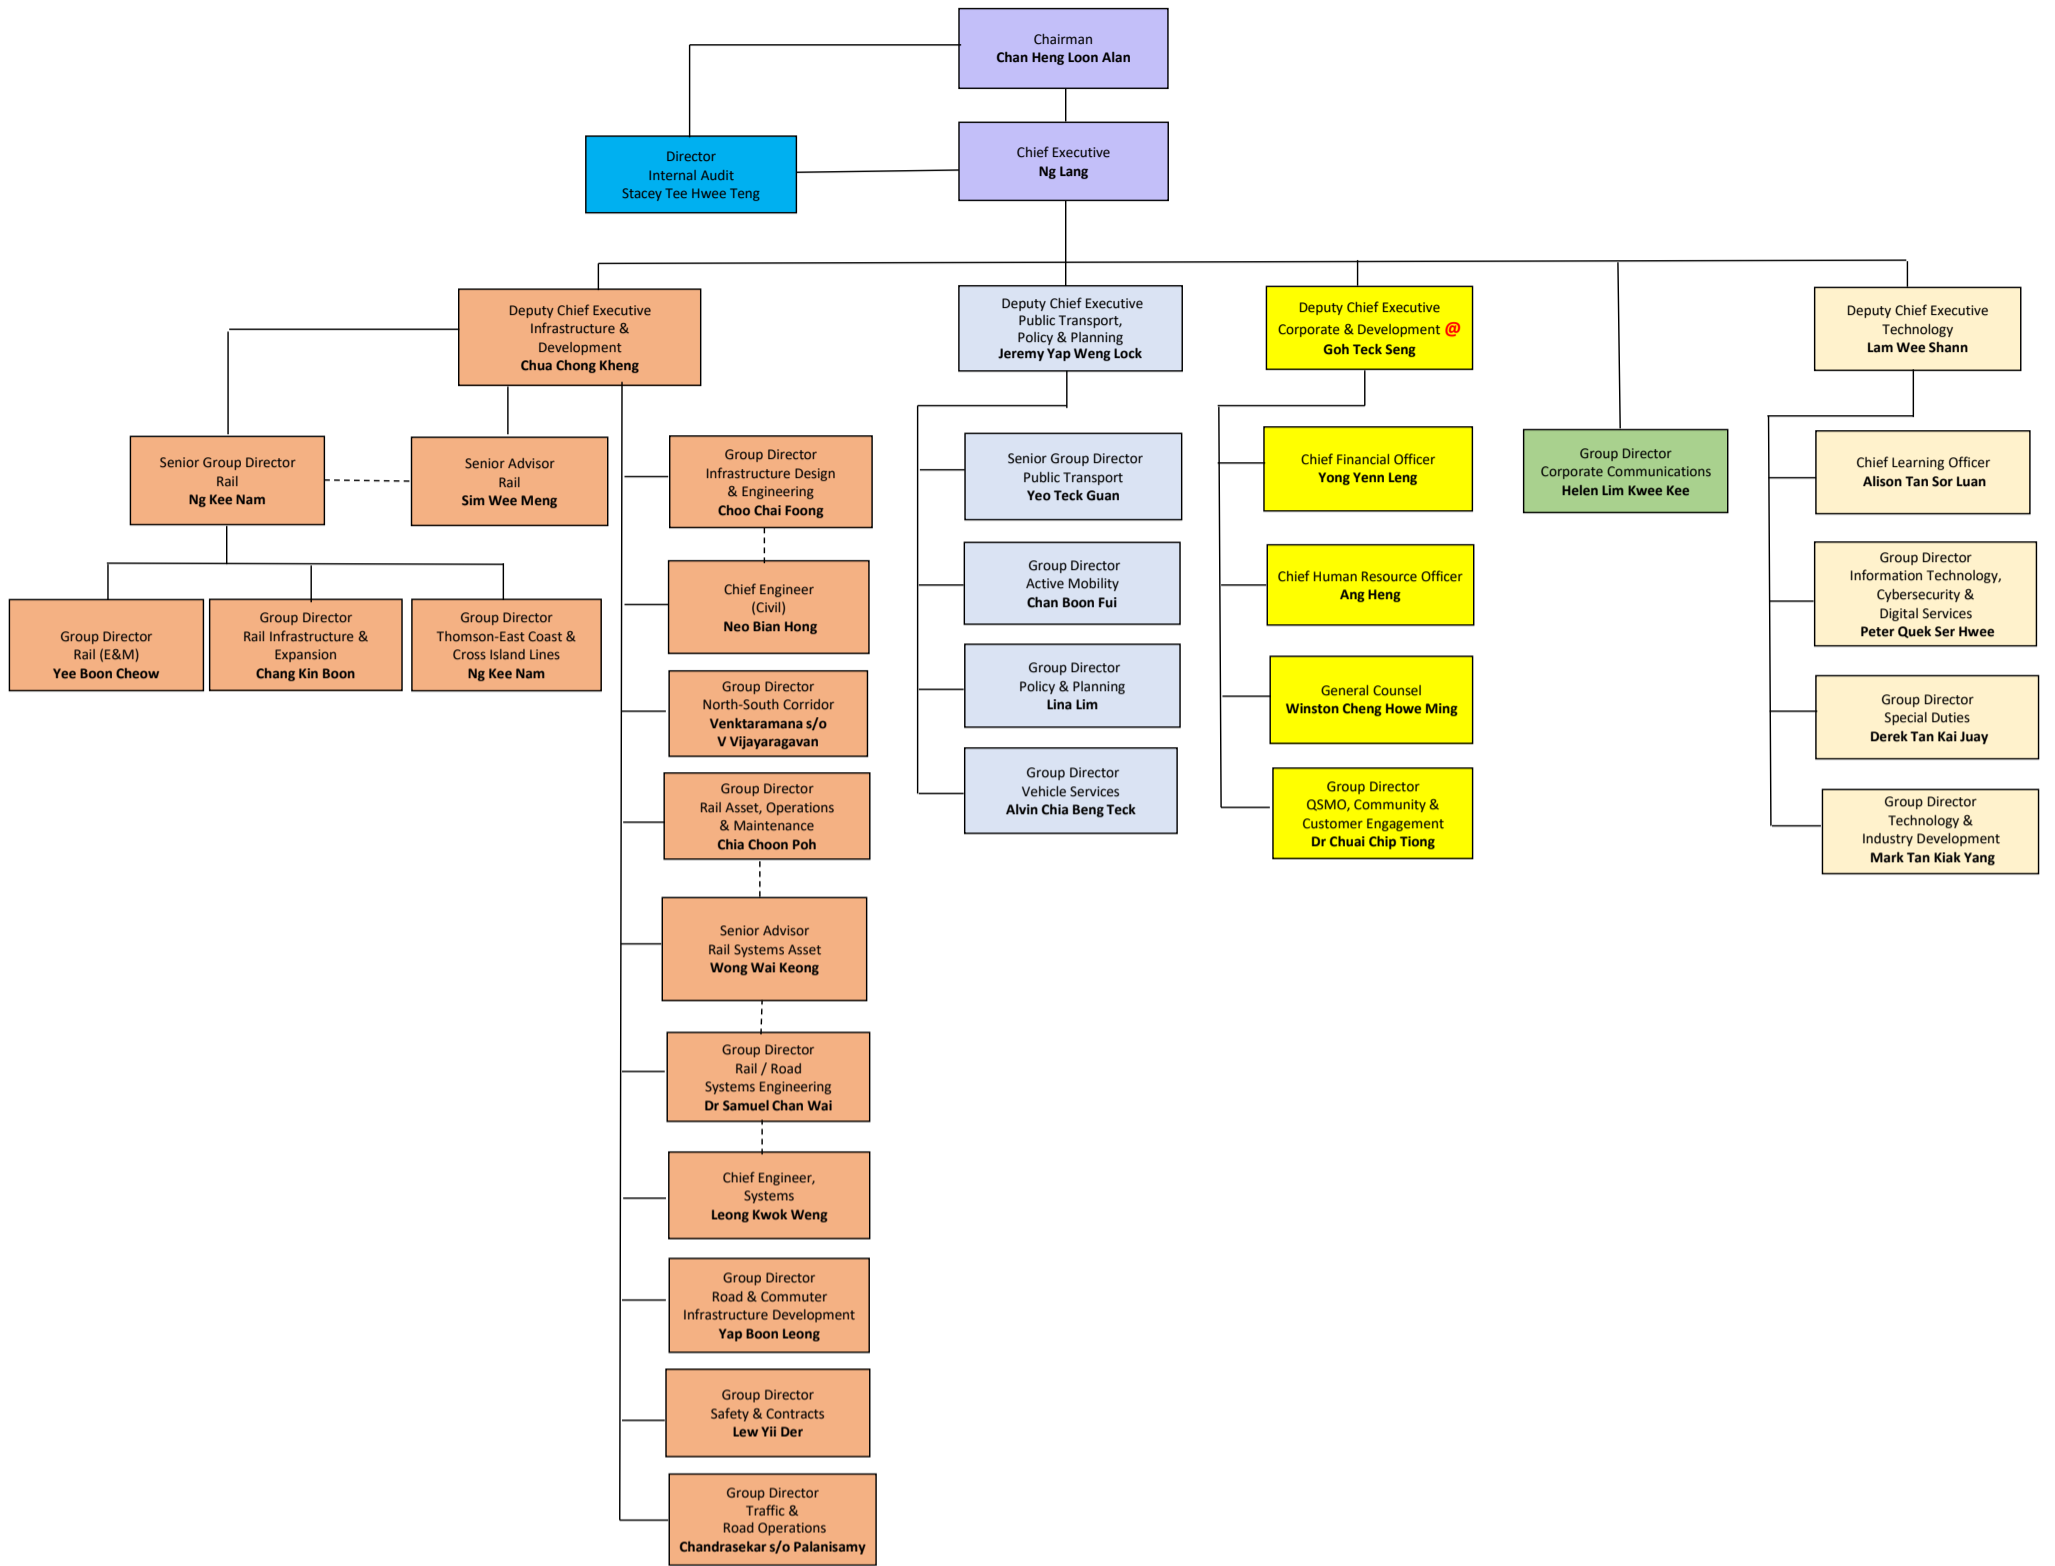 Chairman
Chan Heng Loon Alan
Director
Internal Audit
Stacey Tee Hwee Teng
Chief Executive
Ng Lang
Deputy Chief Executive
Infrastructure &
Development
Chua Chong Kheng
Deputy Chief Executive
Public Transport,
Policy & Planning
Jeremy Yap Weng Lock
Deputy Chief Executive
Corporate & Development @
Goh Teck Seng
Deputy Chief Executive
Technology
Lam Wee Shann
Senior Group Director
Rail
Ng Kee Nam
Senior Advisor
Rail
Sim Wee Meng
Group Director
Rail (E&M)
Yee Boon Cheow
Group Director
Rail Infrastructure &
Expansion
Chang Kin Boon
Group Director
Thomson-East Coast &
Cross Island Lines
Ng Kee Nam
Group Director
Infrastructure Design
& Engineering
Choo Chai Foong
Chief Engineer
(Civil)
Neo Bian Hong
Group Director
North-South Corridor
Venktaramana s/o
V Vijayaragavan
Group Director
Rail Asset, Operations
& Maintenance
Chia Choon Poh
Senior Advisor
Rail Systems Asset
Wong Wai Keong
Group Director
Rail / Road
Systems Engineering
Dr Samuel Chan Wai
Chief Engineer,
Systems
Leong Kwok Weng
Group Director
Road & Commuter
Infrastructure Development
Yap Boon Leong
Group Director
Safety & Contracts
Lew Yii Der
Group Director
Traffic &
Road Operations
Chandrasekar s/o Palanisamy
Senior Group Director
Public Transport
Yeo Teck Guan
Group Director
Active Mobility
Chan Boon Fui
Group Director
Policy & Planning
Lina Lim
Group Director
Vehicle Services
Alvin Chia Beng Teck
Chief Financial Officer
Yong Yenn Leng
Chief Human Resource Officer
Ang Heng
General Counsel
Winston Cheng Howe Ming
Group Director
QSMO, Community &
Customer Engagement
Dr Chuai Chip Tiong
Group Director
Corporate Communications
Helen Lim Kwee Kee
Chief Learning Officer
Alison Tan Sor Luan
Group Director
Information Technology,
Cybersecurity &
Digital Services
Peter Quek Ser Hwee
Group Director
Special Duties
Derek Tan Kai Juay
Group Director
Technology &
Industry Development
Mark Tan Kiak Yang